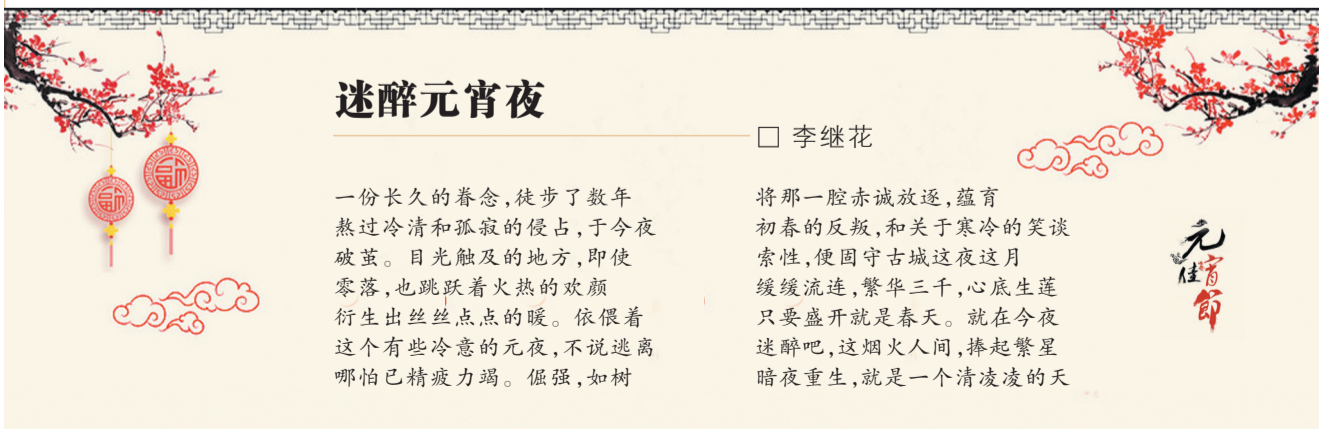 迷醉元宵夜
□ 李继花
一份长久的眷念,徒步了数年
熬过冷清和孤寂的侵占,于今夜
破茧。目光触及的地方,即使
零落,也跳跃着火热的欢颜
衍生出丝丝点点的暖。依偎着
这个有些冷意的元夜,不说逃离
哪怕已精疲力竭。倔强,如树
将那一腔赤诚放逐,蕴育
初春的反叛,和关于寒冷的笑谈
索性,便固守古城这夜这月
缓缓流连,繁华三千,心底生莲
只要盛开就是春天。就在今夜
迷醉吧,这烟火人间,捧起繁星
暗夜重生,就是一个清凌凌的天
元宵佳節
福
福